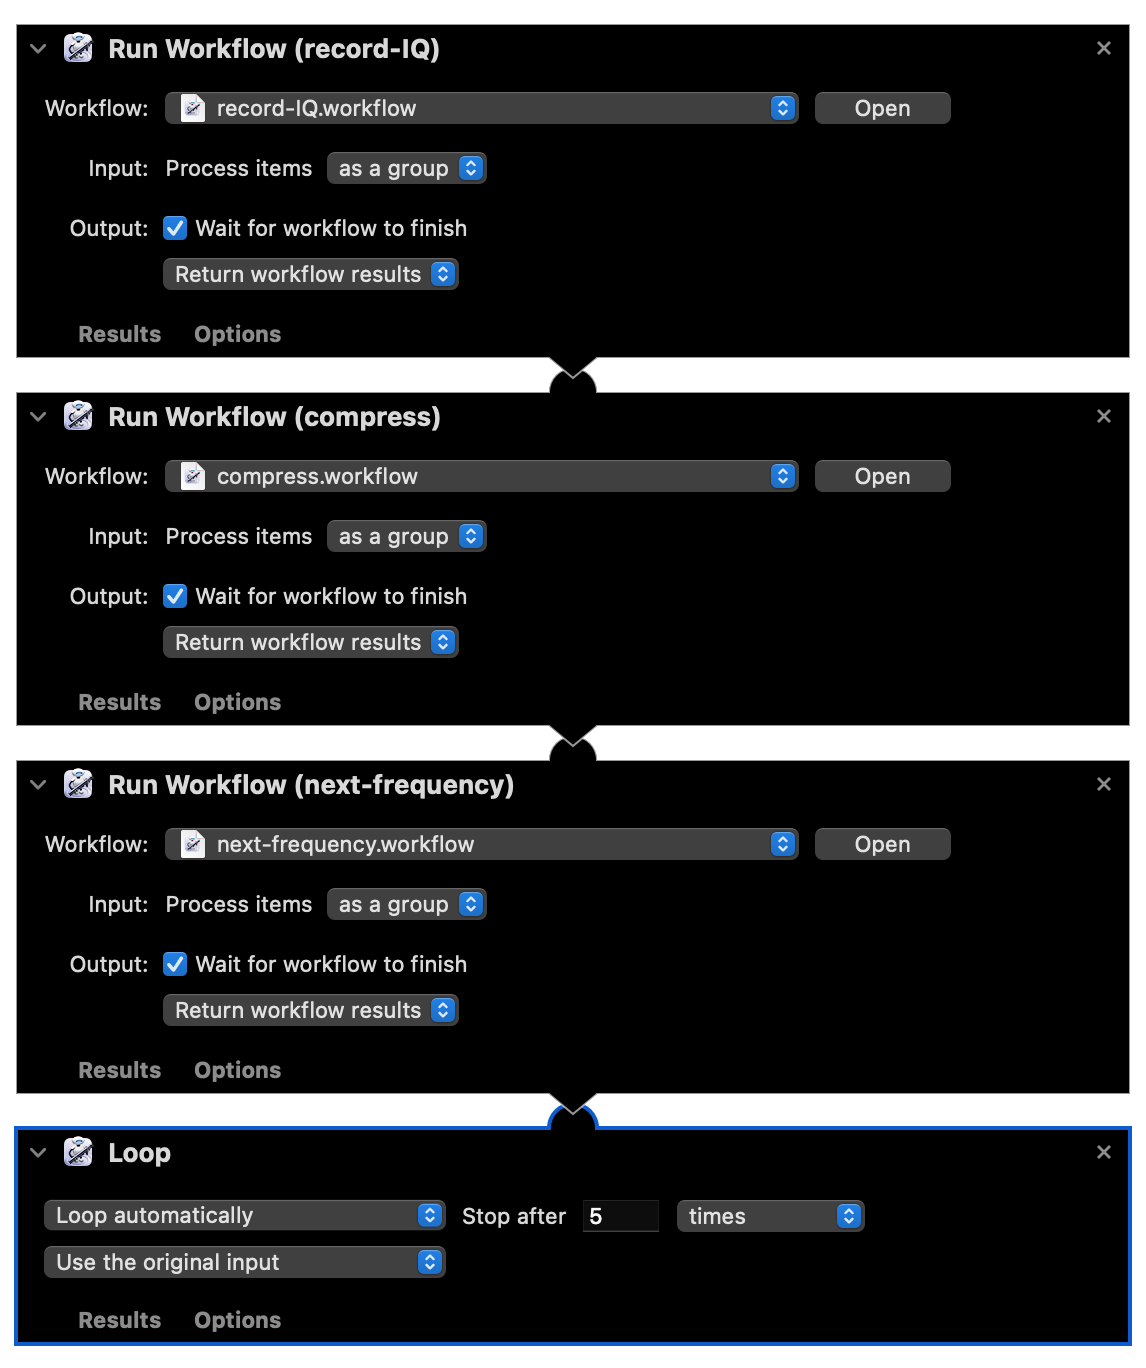 Run Workflow (record-IQ)
Workflow: record-IQ.workflow Open
Input: Process items as a group
Output: Wait for workflow to finish
Return workflow results
Results Options
Run Workflow (compress)
Workflow: compress.workflow Open
Input: Process items as a group
Output: Wait for workflow to finish
Return workflow results
Results Options
Run Workflow (next-frequency)
Workflow: next-frequency.workflow Open
Input: Process items as a group
Output: Wait for workflow to finish
Return workflow results
Results Options
Loop
Loop automatically Stop after 5 times
Use the original input
Results Options